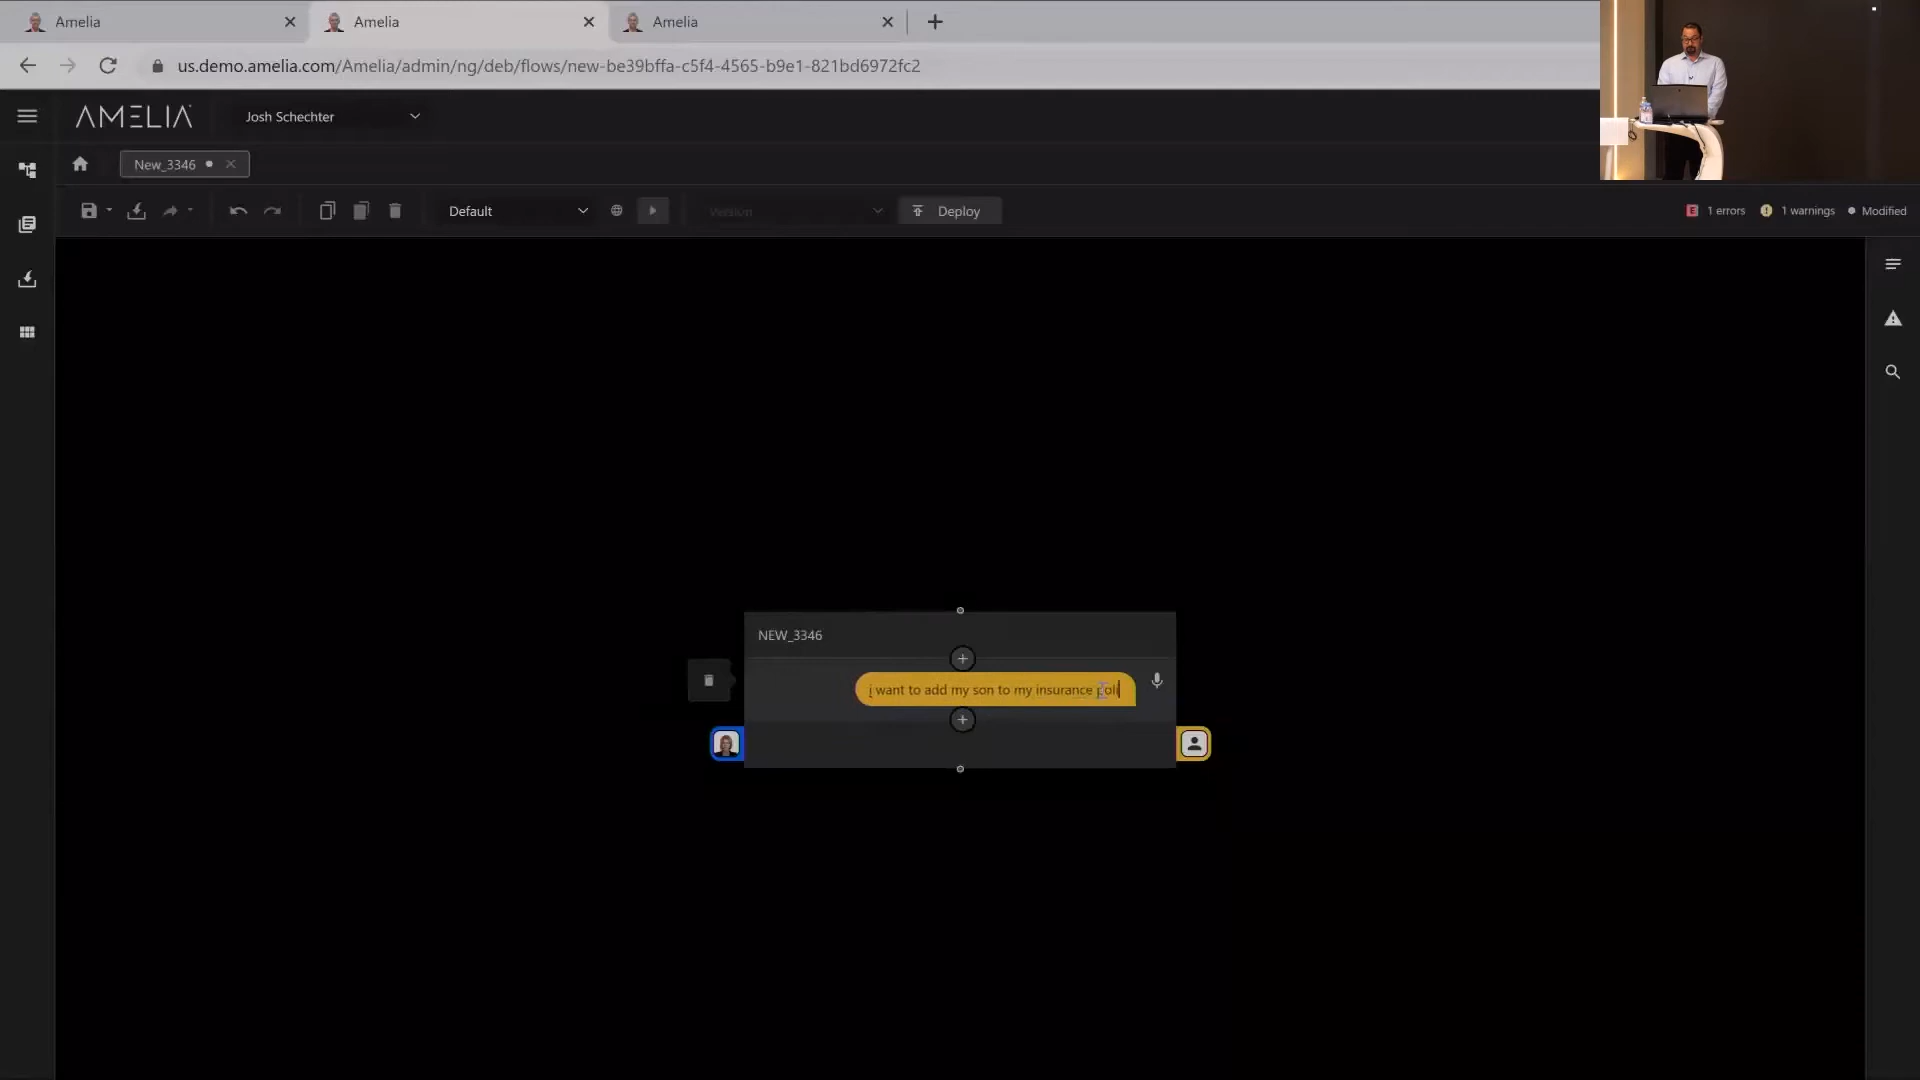 Amelia
Amelia
Amelia
us.demo.amelia.com/Amelia/admin/ng/deb/flows/new-be39bffa-c5f4-4565-b9e1-821bd6972fc2
AMELIA
Josh Schechter
New_3346
Default
Version
Deploy
E 1 errors
1 warnings
Modified
NEW_3346
i want to add my son to my insurance poli